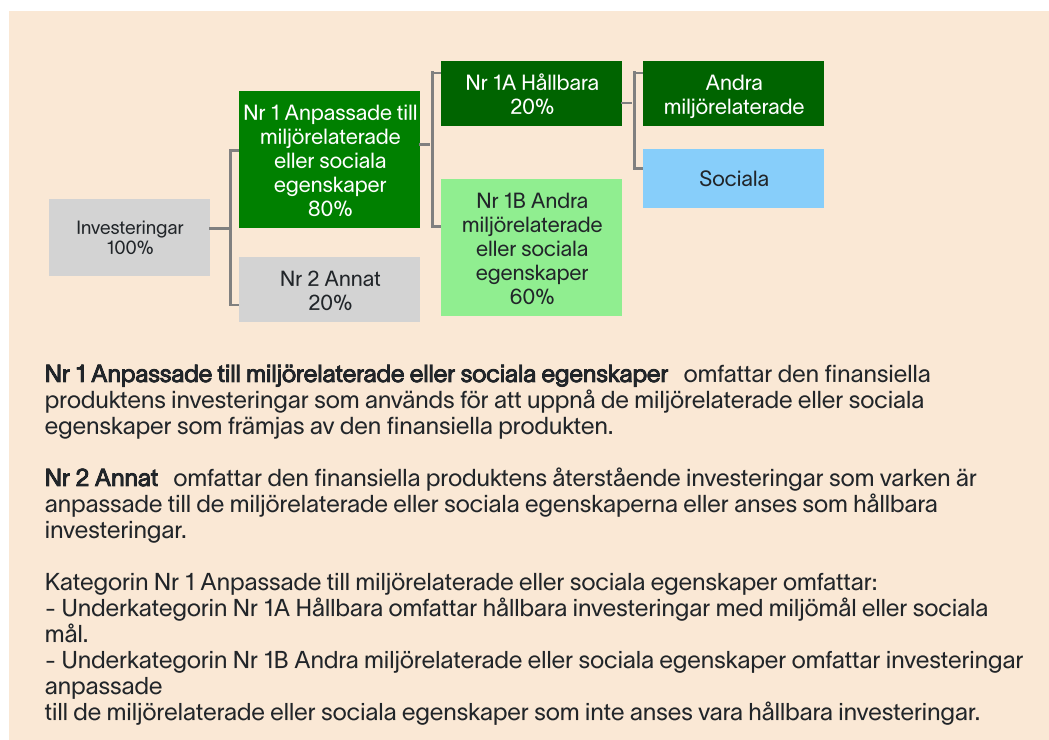 Investeringar
100%
Nr 1 Anpassade till
miljörelaterade
eller sociala
egenskaper
80%
Nr 2 Annat
20%
Nr 1A Hållbara
20%
Nr 1B Andra
miljörelaterade
eller sociala
egenskaper
60%
Andra
miljörelaterade
Sociala
Nr 1 Anpassade till miljörelaterade eller sociala egenskaper omfattar den finansiella
produktens investeringar som används för att uppnå de miljörelaterade eller sociala
egenskaper som främjas av den finansiella produkten.
Nr 2 Annat omfattar den finansiella produktens återstående investeringar som varken är
anpassade till de miljörelaterade eller sociala egenskaperna eller anses som hållbara
investeringar.
Kategorin Nr 1 Anpassade till miljörelaterade eller sociala egenskaper omfattar:
- Underkategorin Nr 1A Hållbara omfattar hållbara investeringar med miljömål eller sociala
mål.
- Underkategorin Nr 1B Andra miljörelaterade eller sociala egenskaper omfattar investeringar
anpassade
till de miljörelaterade eller sociala egenskaper som inte anses vara hållbara investeringar.